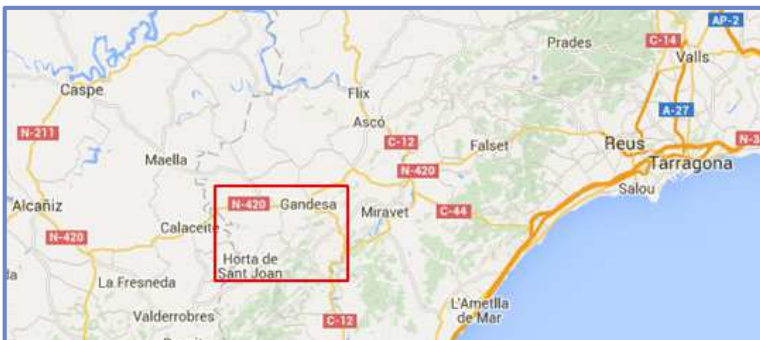 AP-2
Prades
C-14
Valls
Caspe
Flix
A-27
Ascó
N-211
C-12
Falset
Reus
N-3
Maella
N-420
Tarragona
Salou
Alcañiz
N-420
Gandesa
Miravet
C-44
N-420
Calaceite
Horta de
Sant Joan
La Fresneda
L'Ametlla
de Mar
Valderrobres
C-12